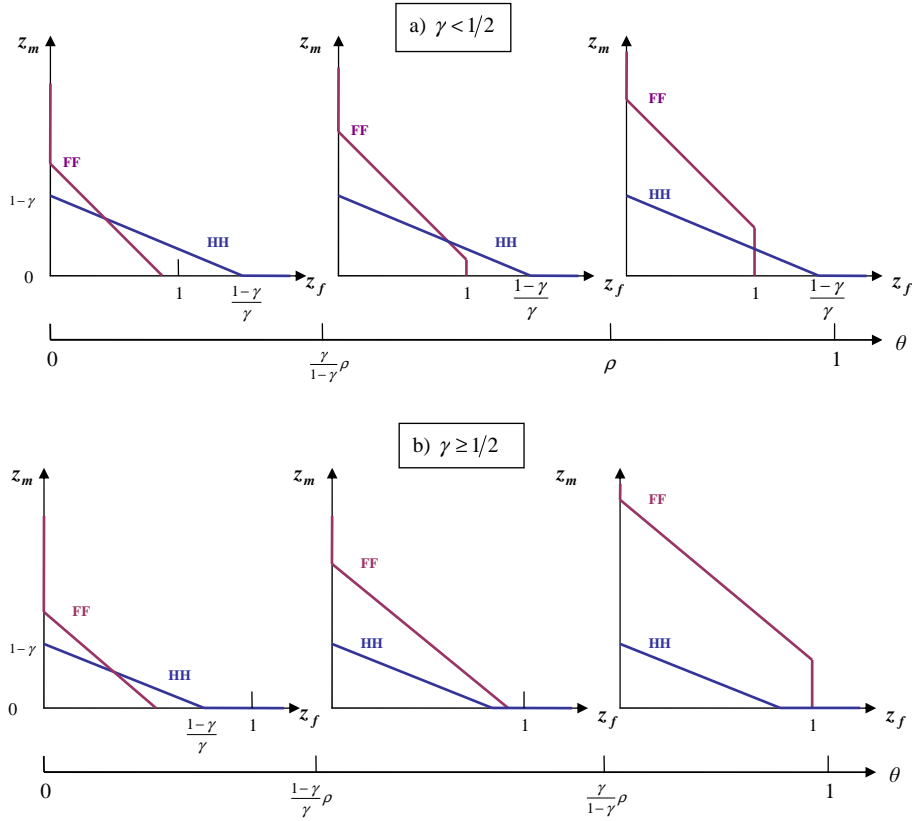 a) γ < 1/2
z_m z_m z_m
FF FF FF
1−γ HH HH HH
0 1 (1−γ)/γ z_f 1 (1−γ)/γ z_f 1 (1−γ)/γ z_f
0 γ/(1−γ) ρ ρ 1 θ
b) γ ≥ 1/2
z_m z_m z_m
FF FF FF
1−γ HH HH HH
0 (1−γ)/γ 1 z_f 1 z_f 1 z_f
0 (1−γ)/γ ρ γ/(1−γ) ρ 1 θ